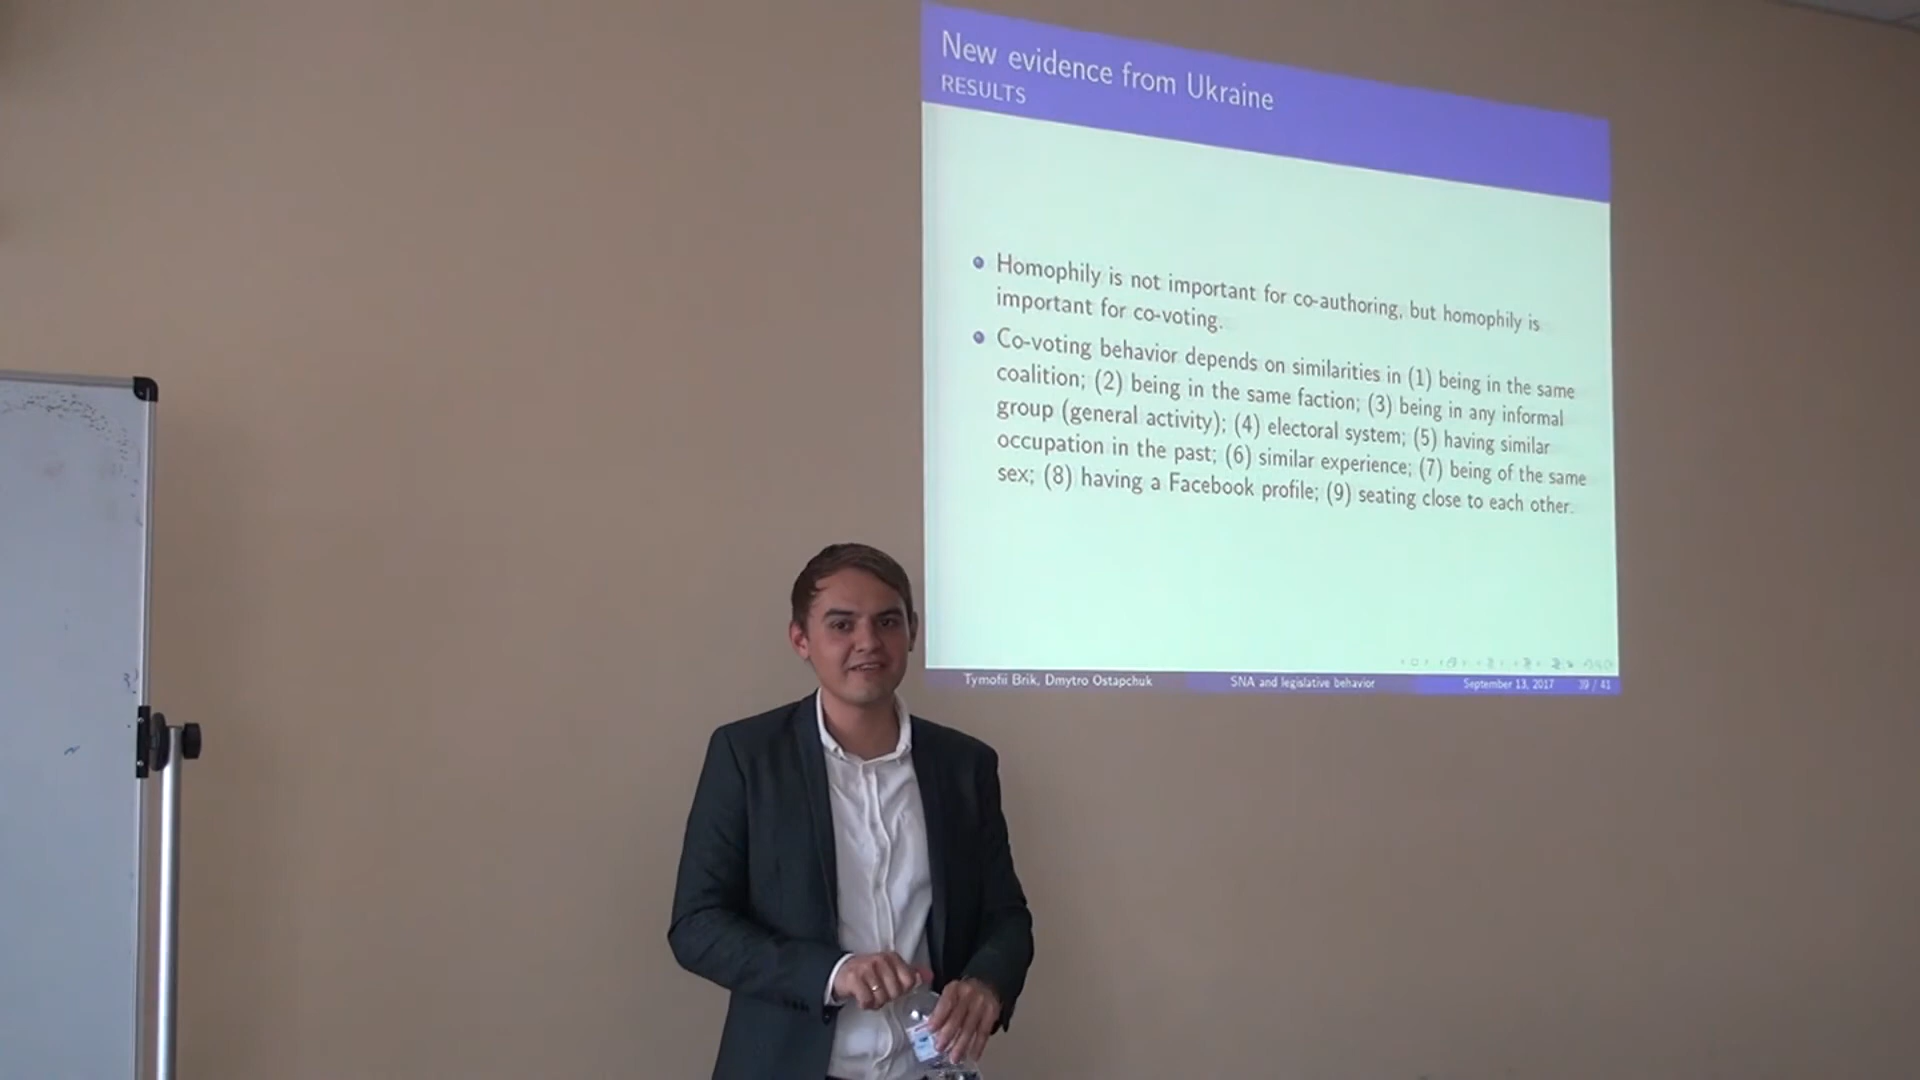 New evidence from Ukraine
RESULTS
Homophily is not important for co-authoring, but homophily is
important for co-voting.
Co-voting behavior depends on similarities in (1) being in the same
coalition; (2) being in the same faction; (3) being in any informal
group (general activity); (4) electoral system; (5) having similar
occupation in the past; (6) similar experience; (7) being of the same
sex; (8) having a Facebook profile; (9) seating close to each other.
Tymofii Brik, Dmytro Ostapchuk SNA and legislative behavior September 13, 2017 39 / 41